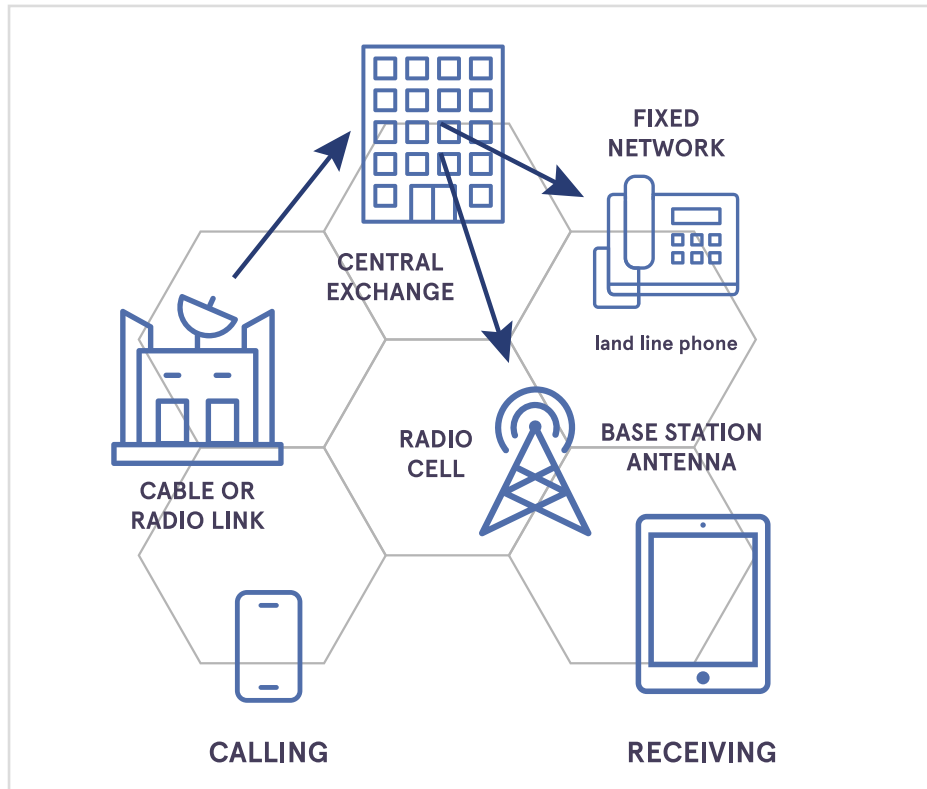 FIXED
NETWORK
CENTRAL
EXCHANGE
land line phone
RADIO
CELL
BASE STATION
ANTENNA
CABLE OR
RADIO LINK
CALLING
RECEIVING